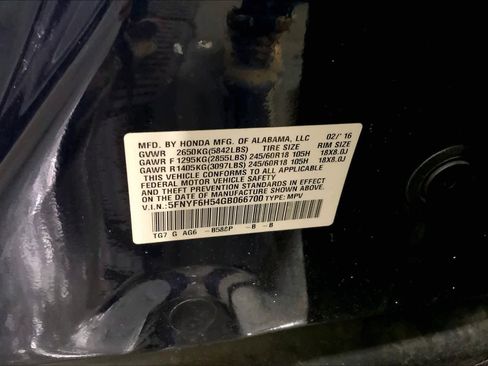 MFD. BY HONDA MFG. OF ALABAMA, LLC 02/'16
GVWR 2650KG(5842LBS) TIRE SIZE RIM SIZE
GAWR F 1295KG(2855LBS) 245/60R18 105H 18X8.0J
GAWR R1405KG(3097LBS) 245/60R18 105H 18X8.0J
THIS VEHICLE CONFORMS TO ALL APPLICABLE
FEDERAL MOTOR VEHICLE SAFETY
AND THEFT PREVENTION STANDARDS IN EFFECT
ON THE DATE OF MANUFACTURE SHOWN ABOVE.
V.I.N.:5FNYF6H54GB066700 TYPE: MPV
TG7 G AG6 -B588P -B -B